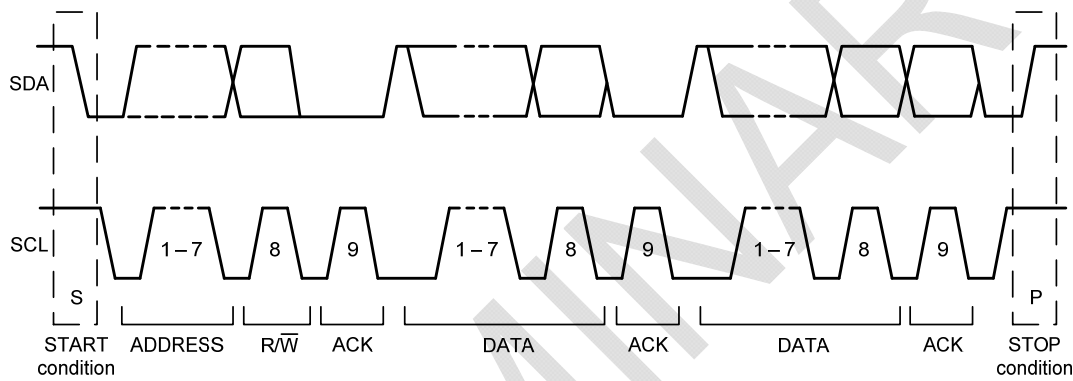 SDA
SCL
1 – 7
8
9
1 – 7
8
9
1 – 7
8
9
S
P
START
condition
ADDRESS
R/W̅
ACK
DATA
ACK
DATA
ACK
STOP
condition